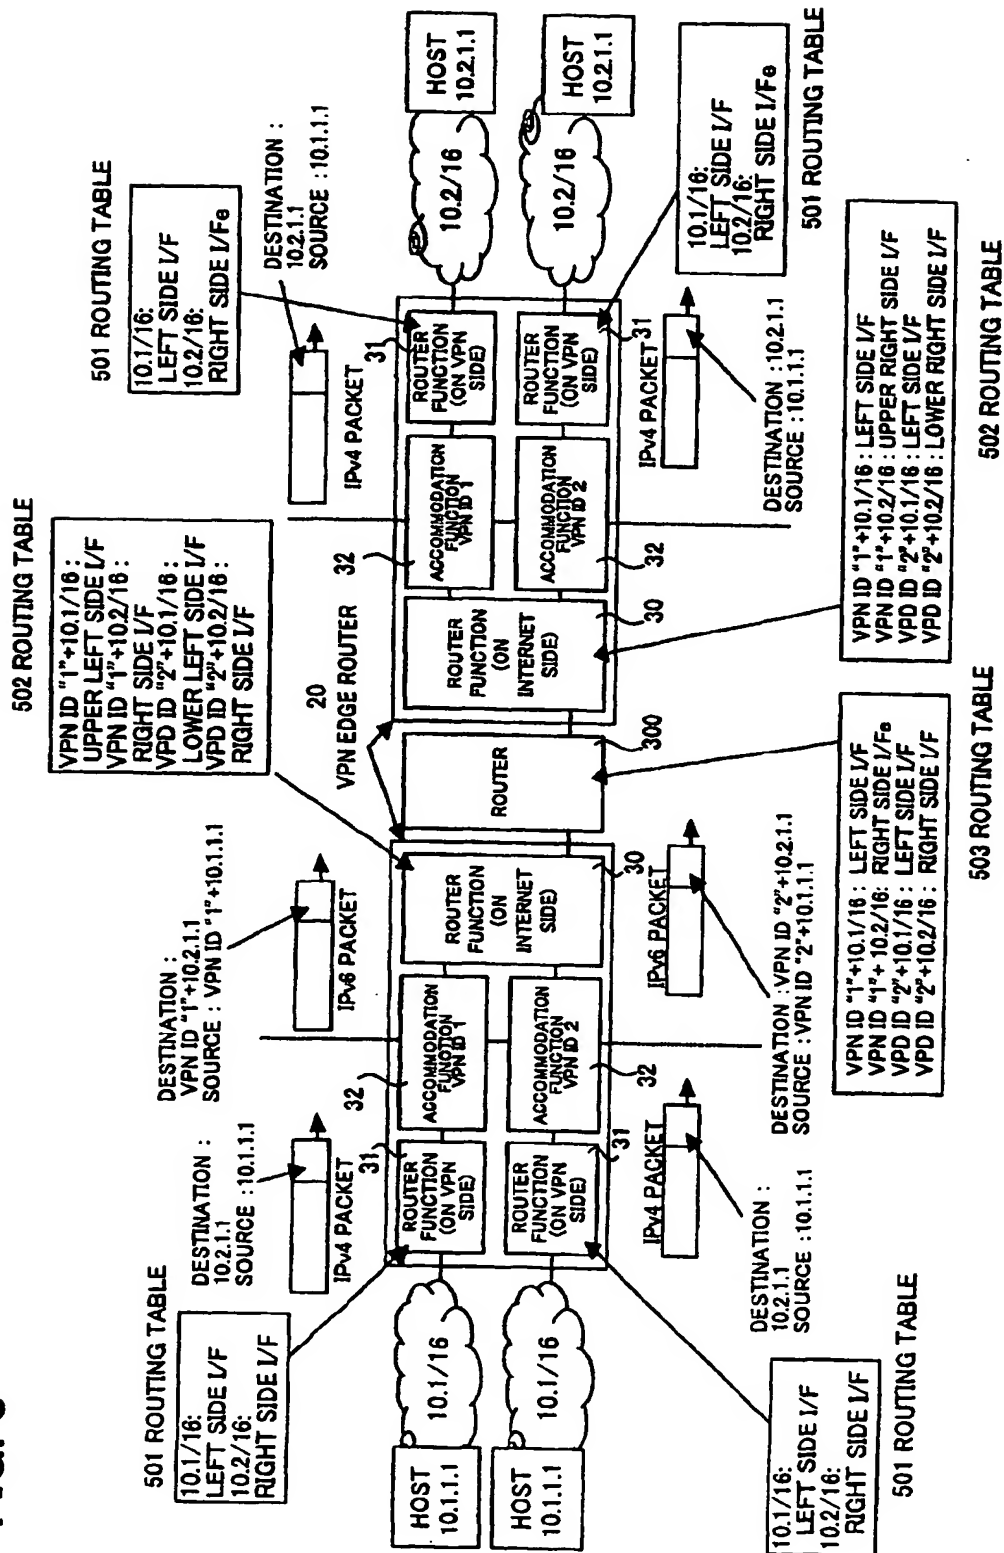 502 ROUTING TABLE
VPN ID "1"+10.1/16 :
UPPER LEFT SIDE I/F
VPN ID "1"+10.2/16 :
RIGHT SIDE I/F
VPD ID "2"+10.1/16 :
LOWER LEFT SIDE I/F
VPD ID "2"+10.2/16 :
RIGHT SIDE I/F
501 ROUTING TABLE
10.1/16:
LEFT SIDE I/F
10.2/16:
RIGHT SIDE I/F
DESTINATION :
10.2.1.1
SOURCE :10.1.1.1
IPv4 PACKET
DESTINATION :
VPN ID "1"+10.2.1.1
SOURCE : VPN ID "1"+10.1.1.1
IPv6 PACKET
20
VPN EDGE ROUTER
501 ROUTING TABLE
10.1/16:
LEFT SIDE I/F
10.2/16:
RIGHT SIDE I/Fe
DESTINATION :
10.2.1.1
SOURCE :10.1.1.1
IPv4 PACKET
HOST
10.1.1.1
10.1/16
31
ROUTER
FUNCTION
(ON VPN
SIDE)
32
ACCOMMODATION
FUNCTION
VPN ID 1
ROUTER
FUNCTION
(ON
INTERNET
SIDE)
30
ROUTER
300
ROUTER
FUNCTION
(ON
INTERNET
SIDE)
30
32
ACCOMMODATION
FUNCTION
VPN ID 1
31
ROUTER
FUNCTION
(ON VPN
SIDE)
10.2/16
HOST
10.2.1.1
HOST
10.1.1.1
10.1/16
ROUTER
FUNCTION
(ON VPN
SIDE)
31
ACCOMMODATION
FUNCTION
VPN ID 2
32
ACCOMMODATION
FUNCTION
VPN ID 2
32
ROUTER
FUNCTION
(ON VPN
SIDE)
31
10.2/16
HOST
10.2.1.1
IPv4 PACKET
DESTINATION :
10.2.1.1
SOURCE :10.1.1.1
IPv6 PACKET
DESTINATION : VPN ID "2"+10.2.1.1
SOURCE : VPN ID "2"+10.1.1.1
IPv4 PACKET
DESTINATION : 10.2.1.1
SOURCE :10.1.1.1
10.1/16:
LEFT SIDE I/F
10.2/16:
RIGHT SIDE I/Fe
501 ROUTING TABLE
10.1/16:
LEFT SIDE I/F
10.2/16:
RIGHT SIDE I/F
501 ROUTING TABLE
VPN ID "1"+10.1/16 : LEFT SIDE I/F
VPN ID "1"+ 10.2/16: RIGHT SIDE I/Fe
VPD ID "2"+10.1/16 : LEFT SIDE I/F
VPD ID "2"+10.2/16 : RIGHT SIDE I/F
503 ROUTING TABLE
VPN ID "1"+10.1/16 : LEFT SIDE I/F
VPN ID "1"+10.2/16 : UPPER RIGHT SIDE I/F
VPD ID "2"+10.1/16 : LEFT SIDE I/F
VPD ID "2"+10.2/16 : LOWER RIGHT SIDE I/F
502 ROUTING TABLE